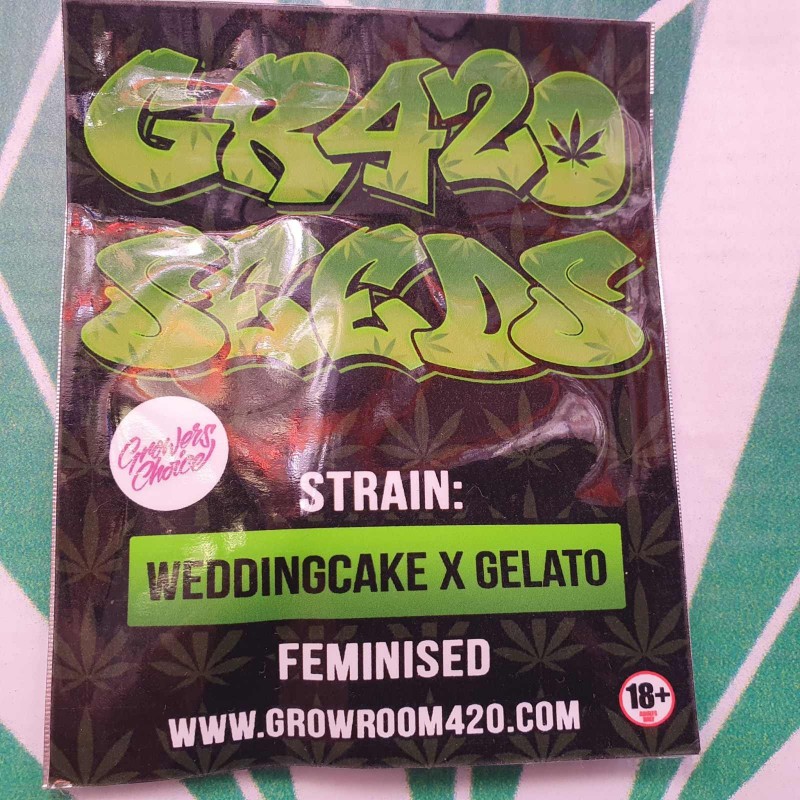 GR420
SEEDS
Growers
Choice
STRAIN:
WEDDINGCAKE X GELATO
FEMINISED
18+
WWW.GROWROOM420.COM